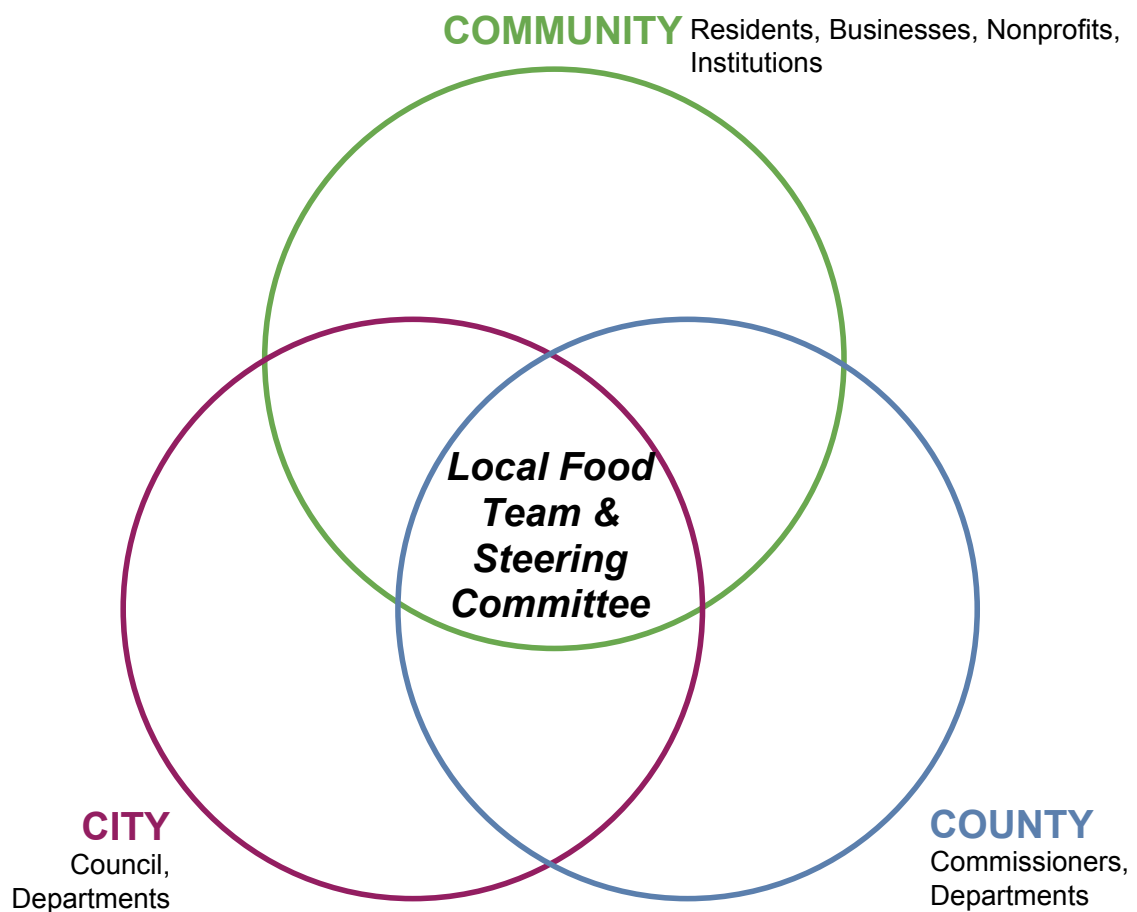 COMMUNITY Residents, Businesses, Nonprofits,
Institutions
Local Food
Team &
Steering
Committee
CITY
Council,
Departments
COUNTY
Commissioners,
Departments